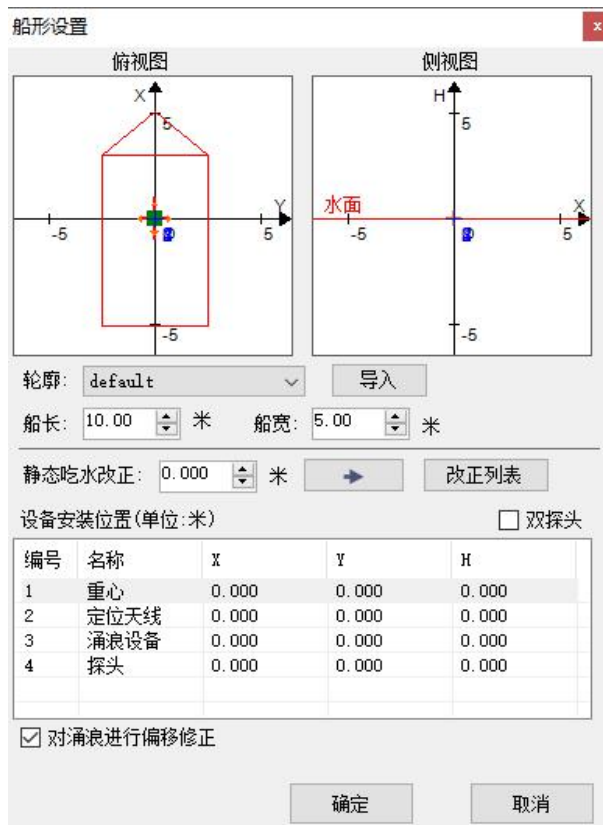 船形设置
x
俯视图
侧视图
X
5
Y
-5
5
-5
H
5
水面
X
-5
5
-5
轮廓: default 导入
船长: 10.00 米 船宽: 5.00 米
静态吃水改正: 0.000 米 改正列表
设备安装位置(单位:米) 双探头
编号 名称 X Y H
1 重心 0.000 0.000 0.000
2 定位天线 0.000 0.000 0.000
3 涌浪设备 0.000 0.000 0.000
4 探头 0.000 0.000 0.000
对涌浪进行偏移修正
确定 取消